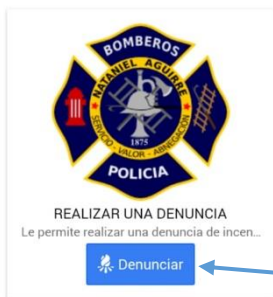 BOMBEROS
NATANIEL AGUIRRE
SERVICIO - VALOR - ABNEGACIÓN
1875
POLICIA
REALIZAR UNA DENUNCIA
Le permite realizar una denuncia de incen...
Denunciar